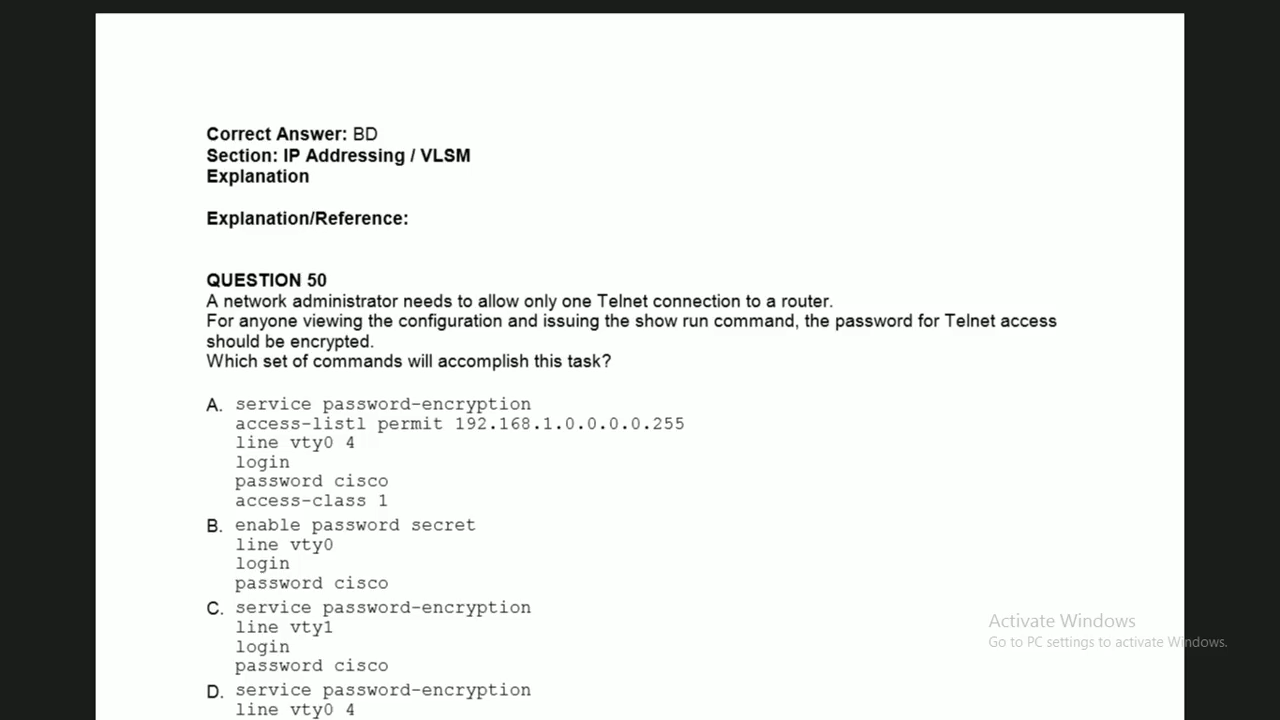 Correct Answer: BD
Section: IP Addressing / VLSM
Explanation
Explanation/Reference:
QUESTION 50
A network administrator needs to allow only one Telnet connection to a router.
For anyone viewing the configuration and issuing the show run command, the password for Telnet access
should be encrypted.
Which set of commands will accomplish this task?
A. service password-encryption
access-list1 permit 192.168.1.0.0.0.0.255
line vty0 4
login
password cisco
access-class 1
B. enable password secret
line vty0
login
password cisco
C. service password-encryption
line vty1
login
password cisco
D. service password-encryption
line vty0 4
Activate Windows
Go to PC settings to activate Windows.